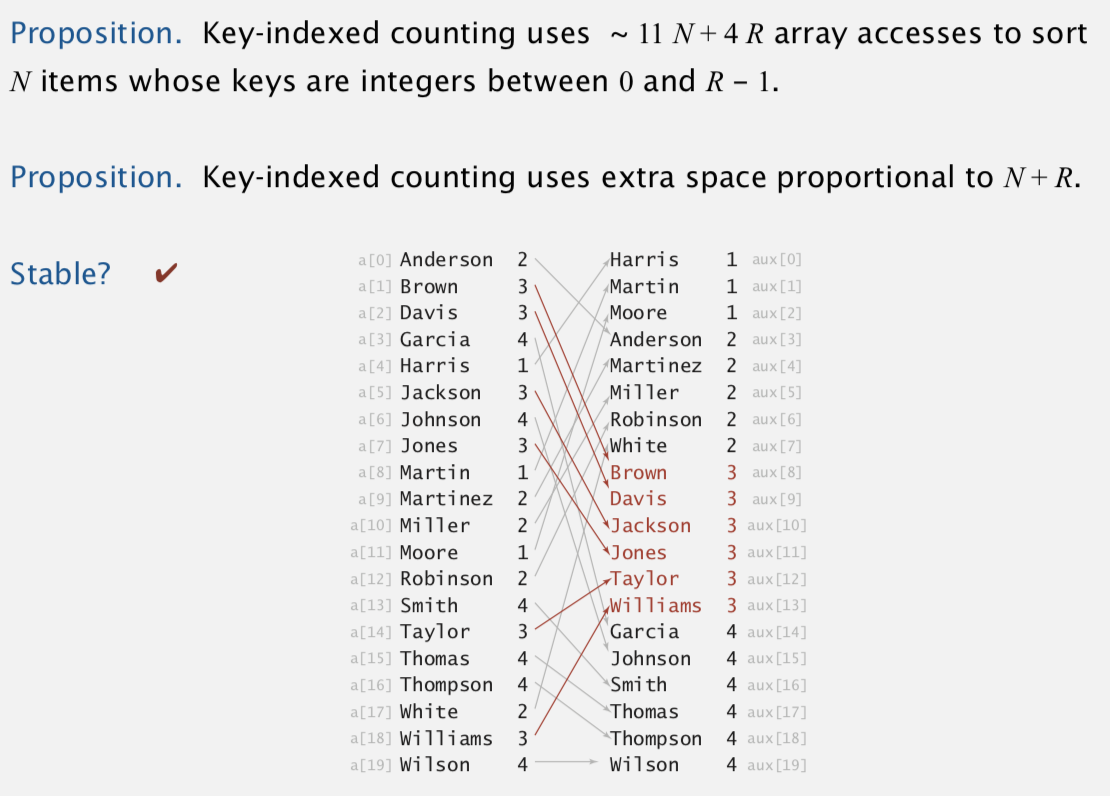 Proposition. Key-indexed counting uses ~ 11 N + 4 R array accesses to sort
N items whose keys are integers between 0 and R – 1.
Proposition. Key-indexed counting uses extra space proportional to N + R.
Stable? ✔
a[0] Anderson 2 Harris 1 aux[0]
a[1] Brown 3 Martin 1 aux[1]
a[2] Davis 3 Moore 1 aux[2]
a[3] Garcia 4 Anderson 2 aux[3]
a[4] Harris 1 Martinez 2 aux[4]
a[5] Jackson 3 Miller 2 aux[5]
a[6] Johnson 4 Robinson 2 aux[6]
a[7] Jones 3 White 2 aux[7]
a[8] Martin 1 Brown 3 aux[8]
a[9] Martinez 2 Davis 3 aux[9]
a[10] Miller 2 Jackson 3 aux[10]
a[11] Moore 1 Jones 3 aux[11]
a[12] Robinson 2 Taylor 3 aux[12]
a[13] Smith 4 Williams 3 aux[13]
a[14] Taylor 3 Garcia 4 aux[14]
a[15] Thomas 4 Johnson 4 aux[15]
a[16] Thompson 4 Smith 4 aux[16]
a[17] White 2 Thomas 4 aux[17]
a[18] Williams 3 Thompson 4 aux[18]
a[19] Wilson 4 Wilson 4 aux[19]